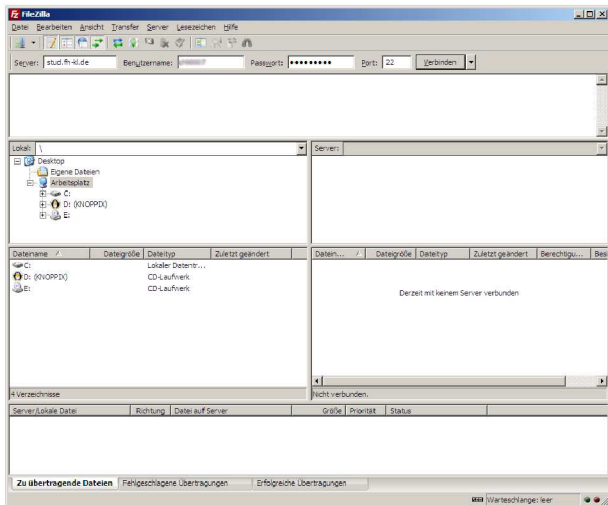 FileZilla
Datei Bearbeiten Ansicht Transfer Server Lesezeichen Hilfe
Server: stud.fh-kl.de Benutzername: Passwort: ●●●●●●●●● Port: 22 Verbinden
Lokal: \ Server:
Desktop
Eigene Dateien
Arbeitsplatz
C:
D: (KNOPPIX)
E:
Dateiname Dateigröße Dateityp Zuletzt geändert Datein... Dateigröße Dateityp Zuletzt geändert Berechtigu... Besi
C: Lokaler Datentr...
D: (KNOPPIX) CD-Laufwerk
E: CD-Laufwerk
Derzeit mit keinem Server verbunden
4 Verzeichnisse Nicht verbunden.
Server/Lokale Datei Richtung Datei auf Server Größe Priorität Status
Zu übertragende Dateien Fehlgeschlagene Übertragungen Erfolgreiche Übertragungen
Warteschlange: leer